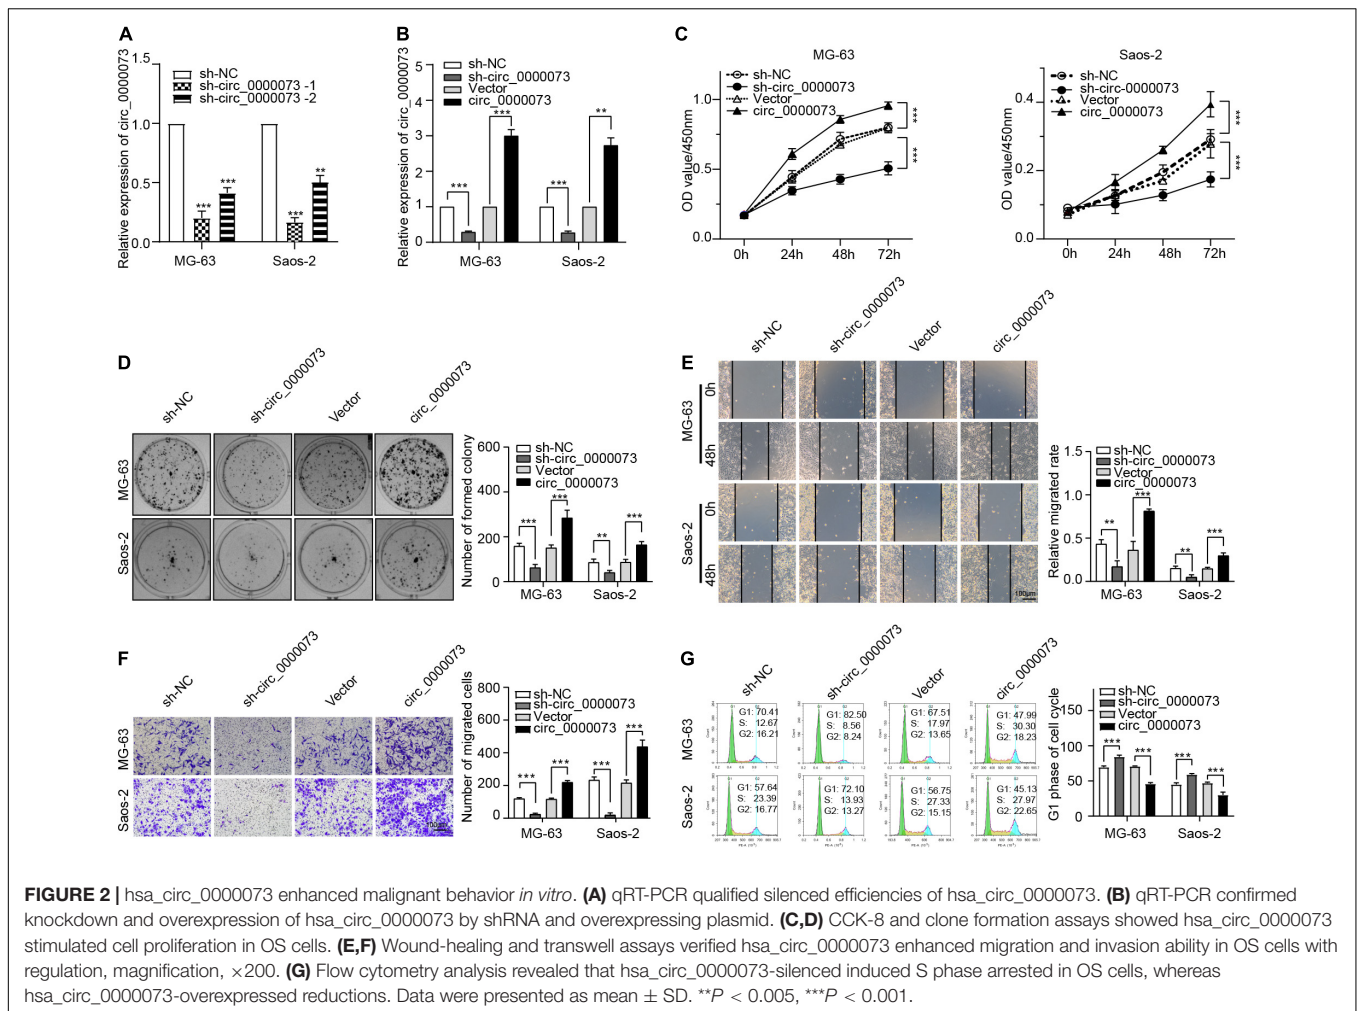 A
Relative expression of circ_0000073
1.5
1.0
0.5
0.0
sh-NC
sh-circ_0000073 -1
sh-circ_0000073 -2
***
***
***
**
MG-63
Saos-2
B
Relative expression of circ_0000073
5
4
3
2
1
0
sh-NC
sh-circ_0000073
Vector
circ_0000073
***
***
***
**
MG-63
Saos-2
C
MG-63
OD value/450nm
1.0
0.5
0.0
sh-NC
sh-circ_0000073
Vector
circ_0000073
***
***
0h 24h 48h 72h
Saos-2
OD value/450nm
0.4
0.2
0.0
sh-NC
sh-circ-0000073
Vector
circ_0000073
***
***
0h 24h 48h 72h
D
sh-NC
sh-circ_0000073
Vector
circ_0000073
MG-63
Saos-2
Number of formed colony
600
400
200
0
sh-NC
sh-circ_0000073
Vector
circ_0000073
***
***
**
***
MG-63
Saos-2
E
sh-NC
sh-circ_0000073
Vector
circ_0000073
MG-63
0h
48h
Saos-2
0h
48h
100μm
Relative migrated rate
1.5
1.0
0.5
0.0
sh-NC
sh-circ_0000073
Vector
circ_0000073
**
***
**
***
MG-63
Saos-2
F
sh-NC
sh-circ_0000073
Vector
circ_0000073
MG-63
Saos-2
Number of migrated cells
800
600
400
200
0
sh-NC
sh-circ_0000073
Vector
circ_0000073
***
***
***
***
MG-63
Saos-2
G
sh-NC
sh-circ_0000073
Vector
circ_0000073
MG-63
G1: 70.41
S: 12.67
G2: 16.21
G1: 82.50
S: 8.56
G2: 8.24
G1: 67.51
S: 17.97
G2: 13.65
G1: 47.99
S: 30.30
G2: 18.23
Saos-2
G1: 57.64
S: 23.39
G2: 16.77
G1: 72.10
S: 13.93
G2: 13.27
G1: 56.75
S: 27.33
G2: 15.15
G1: 45.13
S: 27.97
G2: 22.65
G1 phase of cell cycle
150
100
50
0
sh-NC
sh-circ_0000073
Vector
circ_0000073
***
***
***
***
MG-63
Saos-2
FIGURE 2 | hsa_circ_0000073 enhanced malignant behavior in vitro. (A) qRT-PCR qualified silenced efficiencies of hsa_circ_0000073. (B) qRT-PCR confirmed
knockdown and overexpression of hsa_circ_0000073 by shRNA and overexpressing plasmid. (C,D) CCK-8 and clone formation assays showed hsa_circ_0000073
stimulated cell proliferation in OS cells. (E,F) Wound-healing and transwell assays verified hsa_circ_0000073 enhanced migration and invasion ability in OS cells with
regulation, magnification, ×200. (G) Flow cytometry analysis revealed that hsa_circ_0000073-silenced induced S phase arrested in OS cells, whereas
hsa_circ_0000073-overexpressed reductions. Data were presented as mean ± SD. **P < 0.005, ***P < 0.001.